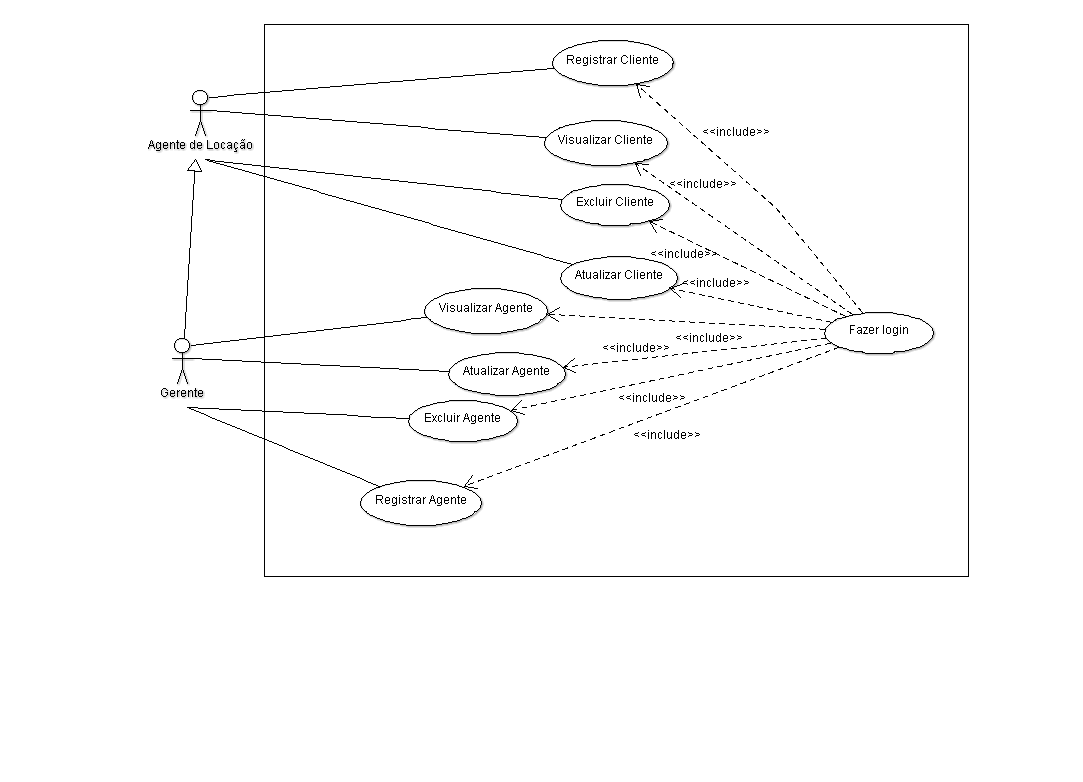 Registrar Cliente
<<include>>
Agente de Locação
Visualizar Cliente
<<include>>
Excluir Cliente
<<include>>
Atualizar Cliente
<<include>>
Visualizar Agente
Fazer login
<<include>>
<<include>>
Atualizar Agente
Gerente
<<include>>
Excluir Agente
<<include>>
Registrar Agente